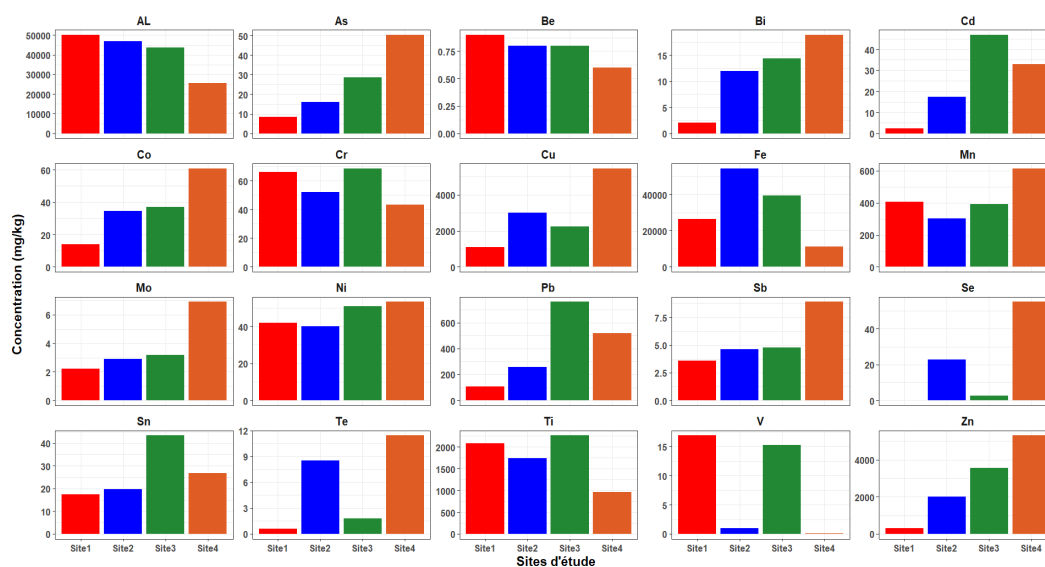 AL As Be Bi Cd
50000 50 0.75 15 40
40000 40 30
30000 30 0.50 10 20
20000 20 0.25 5 10
10000 10
0 0 0.00 0 0
Co Cr Cu Fe Mn
60 60 4000 40000 600
40 40 400
20 20 2000 20000 200
0 0 0 0 0
Concentration (mg/kg)
Mo Ni Pb Sb Se
6 40 600 7.5 40
4 400 5.0
2 20 200 2.5 20
0 0 0 0.0 0
Sn Te Ti V Zn
40 12 2000 15 4000
30 9 1500 10
20 6 1000 2000
10 3 500 5
0 0 0 0 0
Site1 Site2 Site3 Site4 Site1 Site2 Site3 Site4 Site1 Site2 Site3 Site4 Site1 Site2 Site3 Site4 Site1 Site2 Site3 Site4
Sites d'étude